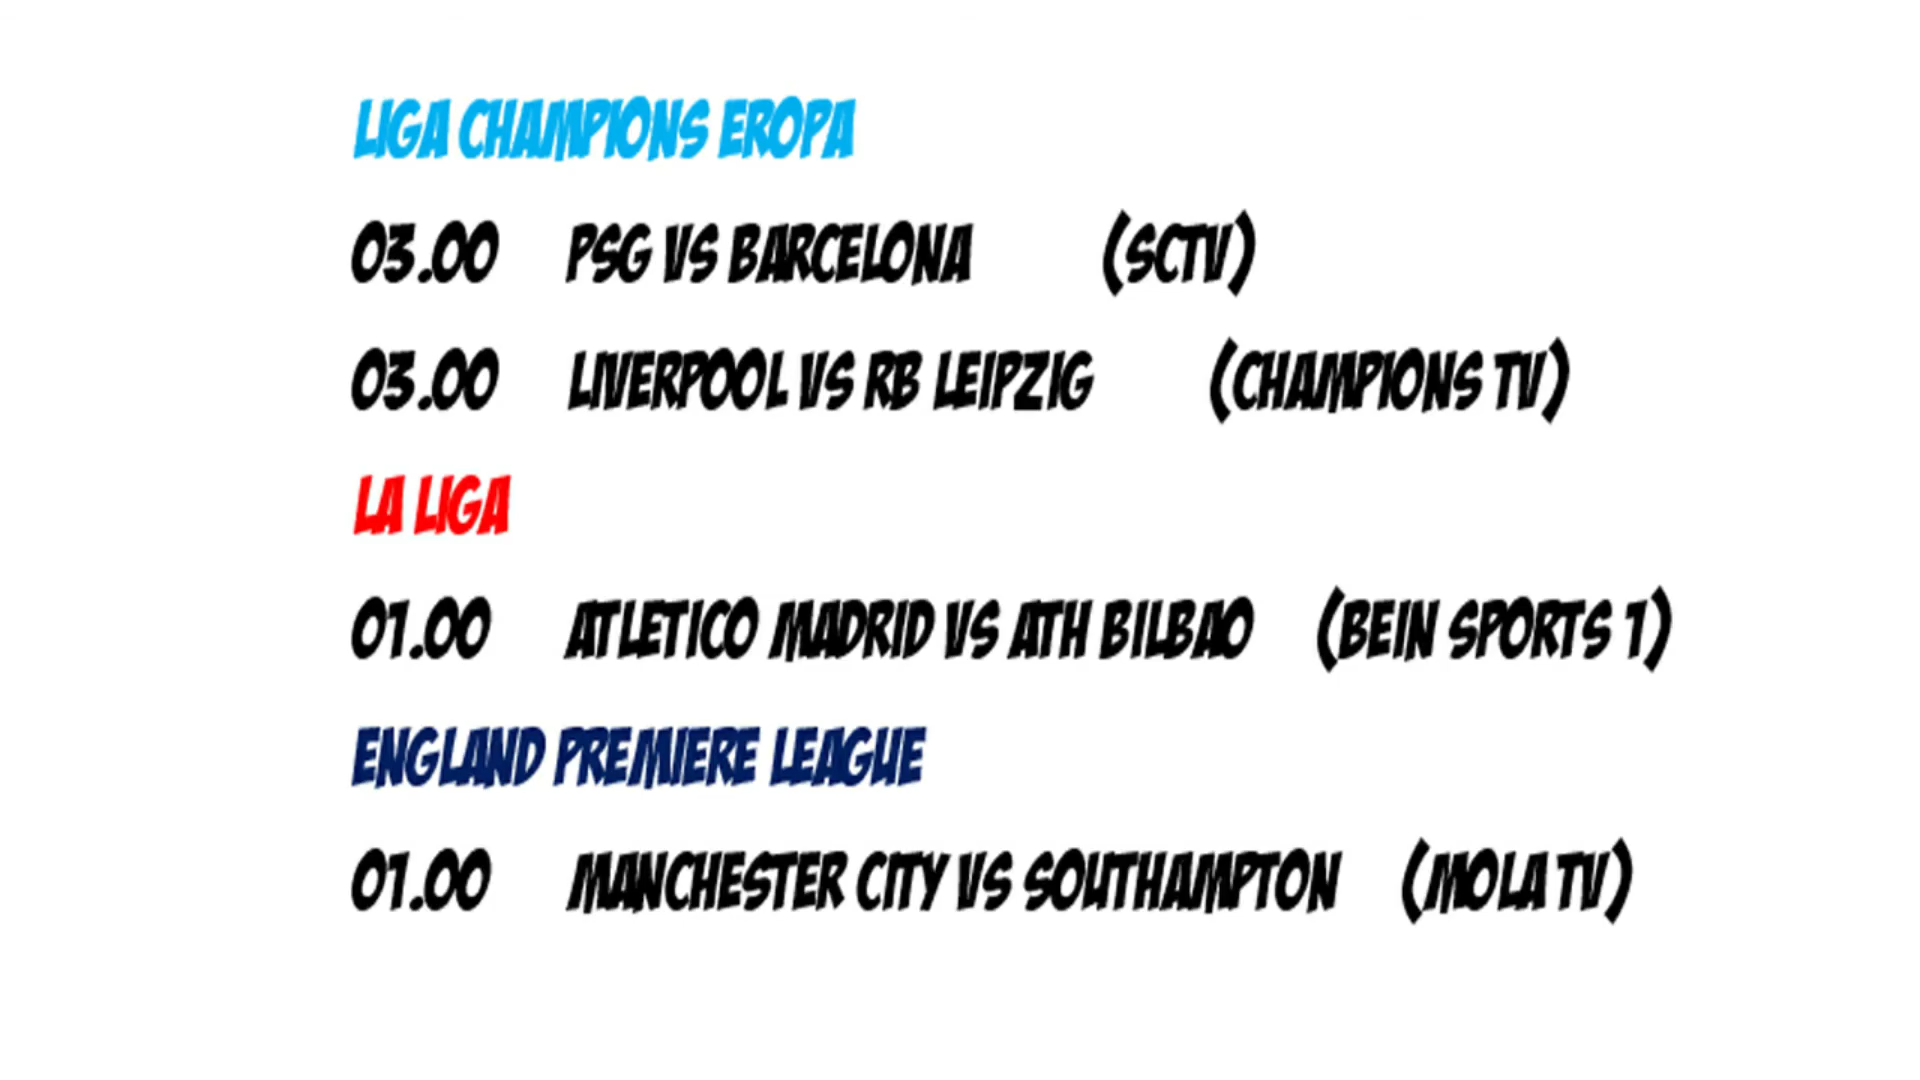 LIGA CHAMPIONS EROPA
03.00 PSG VS BARCELONA (SCTV)
03.00 LIVERPOOL VS RB LEIPZIG (CHAMPIONS TV)
LA LIGA
01.00 ATLETICO MADRID VS ATH BILBAO (BEIN SPORTS 1)
ENGLAND PREMIERE LEAGUE
01.00 MANCHESTER CITY VS SOUTHAMPTON (MOLA TV)